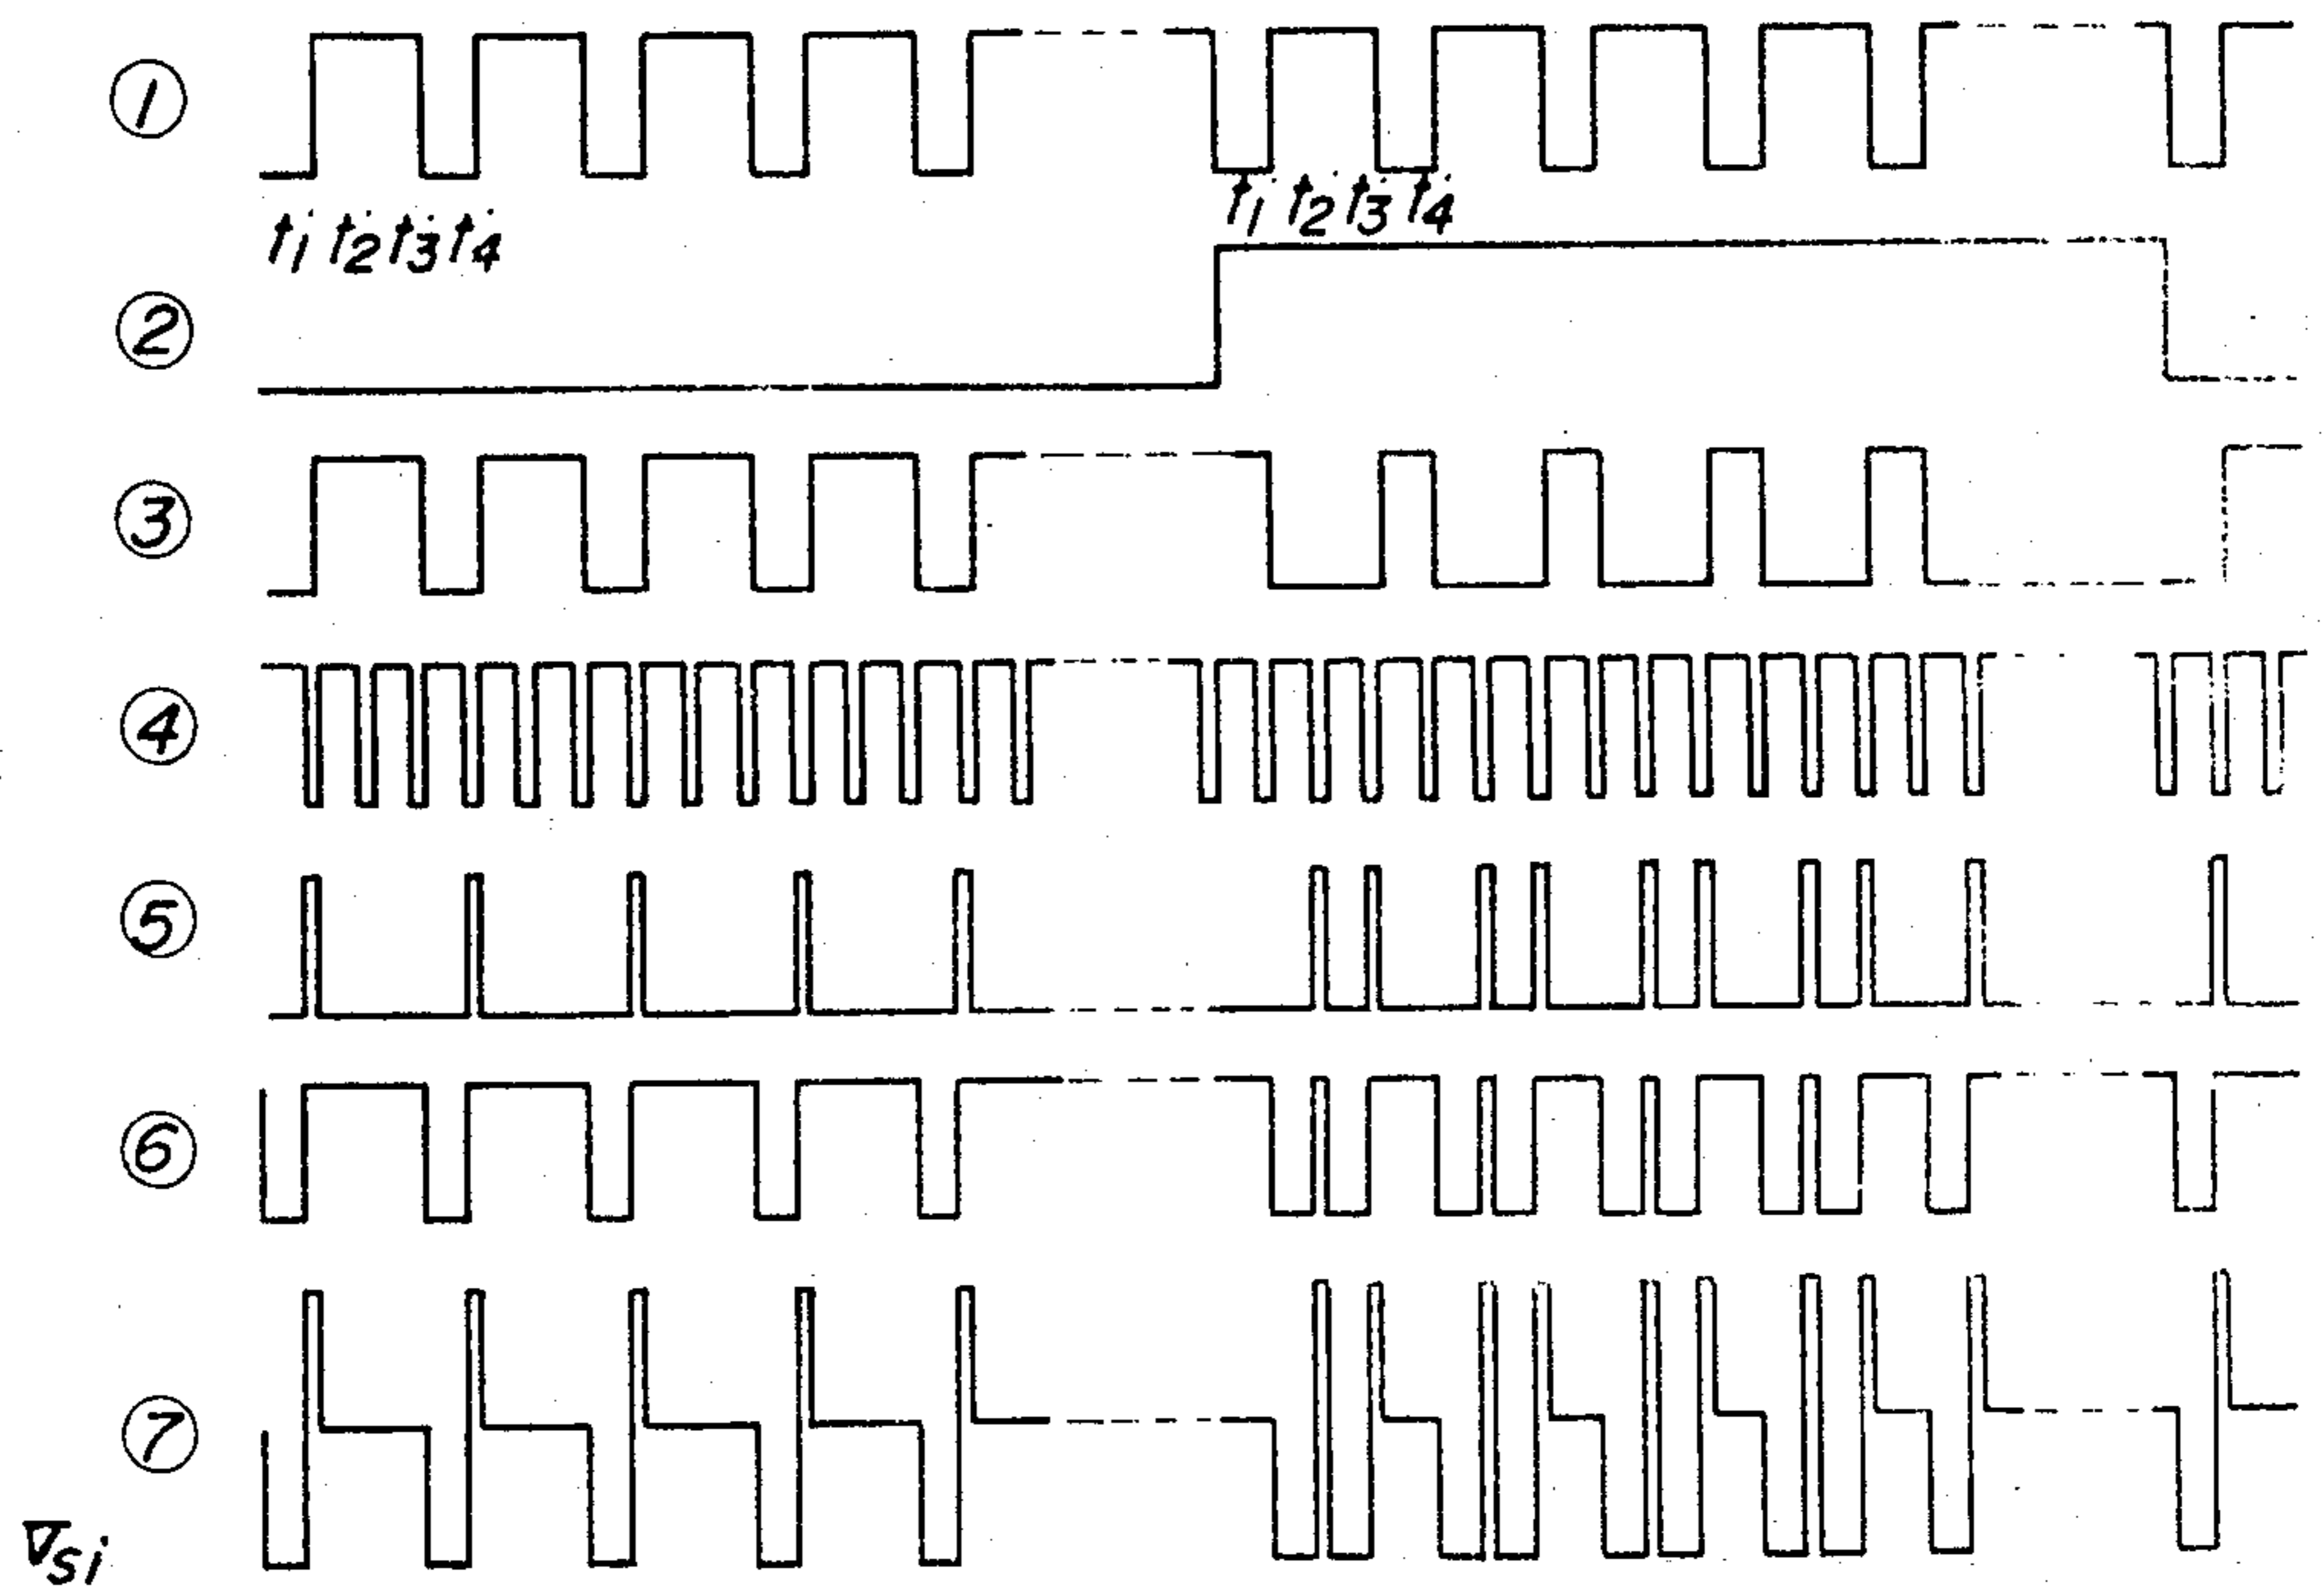 ①
t₁ t₂ t₃ t₄
t₁ t₂ t₃ t₄
②
③
④
⑤
⑥
⑦
Vsi